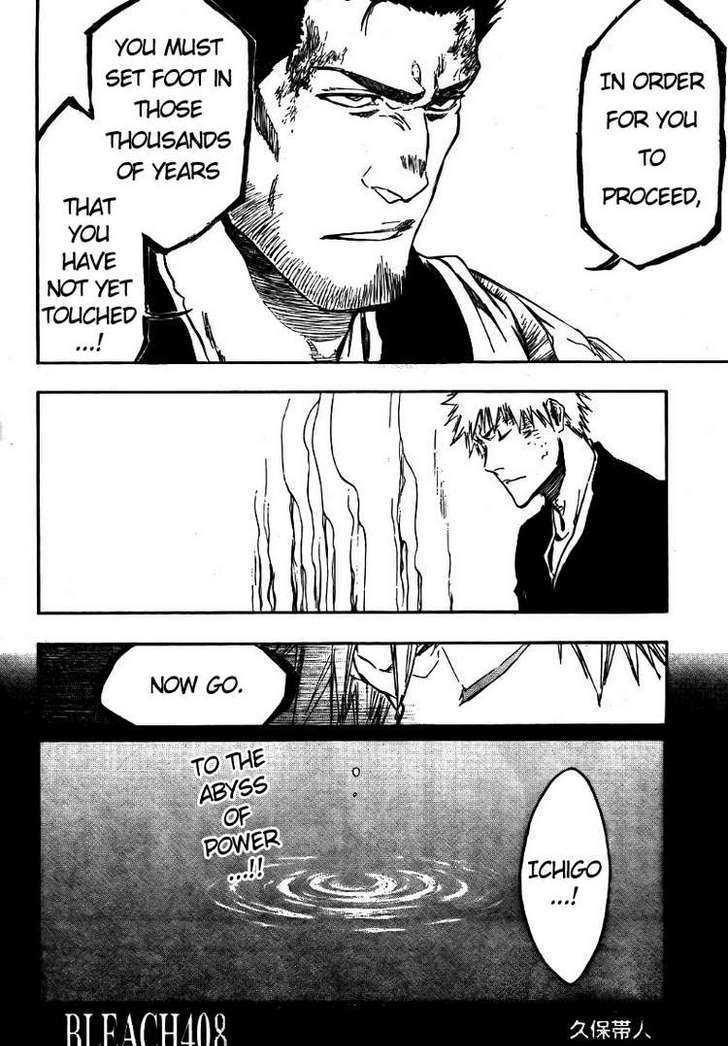 IN ORDER
FOR YOU
TO
PROCEED,
YOU MUST
SET FOOT IN
THOSE
THOUSANDS
OF YEARS
THAT
YOU
HAVE
NOT YET
TOUCHED
...!
NOW GO.
ICHIGO
...!
TO THE
ABYSS
OF
POWER
...!!
BLEACH408
久保帯人